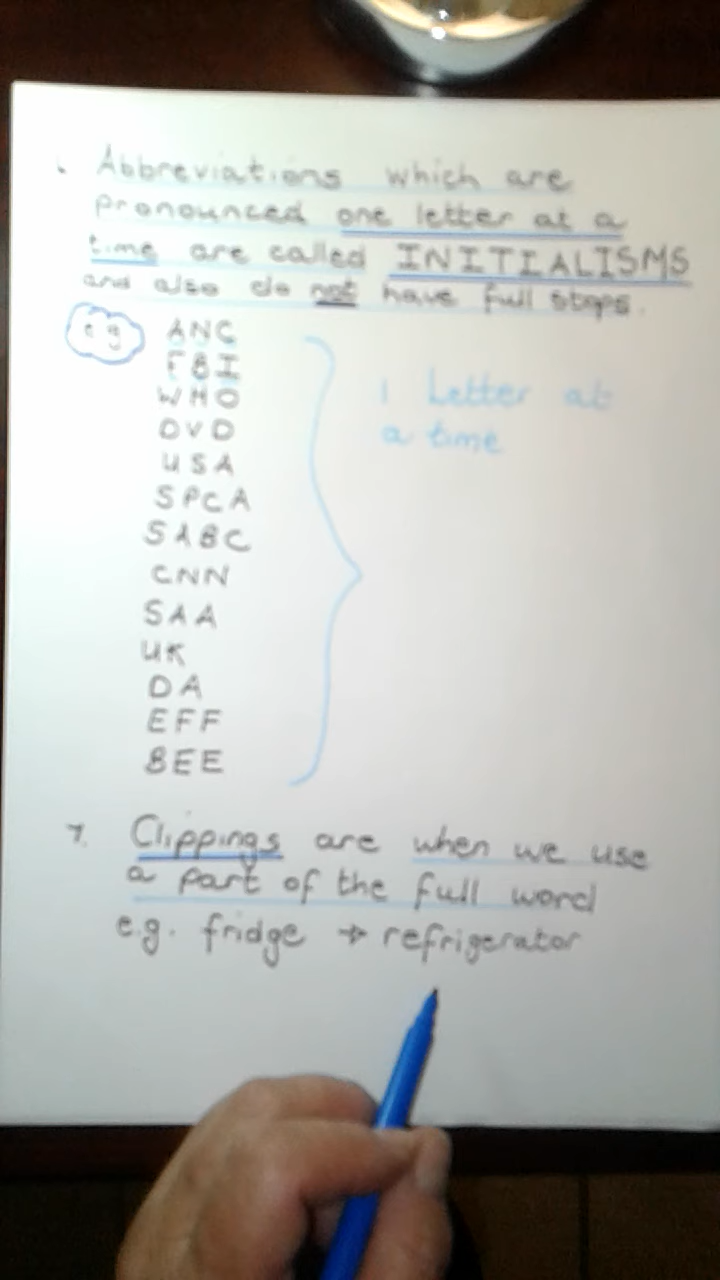 Abbreviations which are
pronounced one letter at a
time are called INITIALISMS
and also do not have full stops.
e.g ANC
FBI
WHO
DVD
USA
SPCA
SABC
CNN
SAA
UK
DA
EFF
BEE
1 Letter at
a time
7. Clippings are when we use
a part of the full word
e.g. fridge → refrigerator